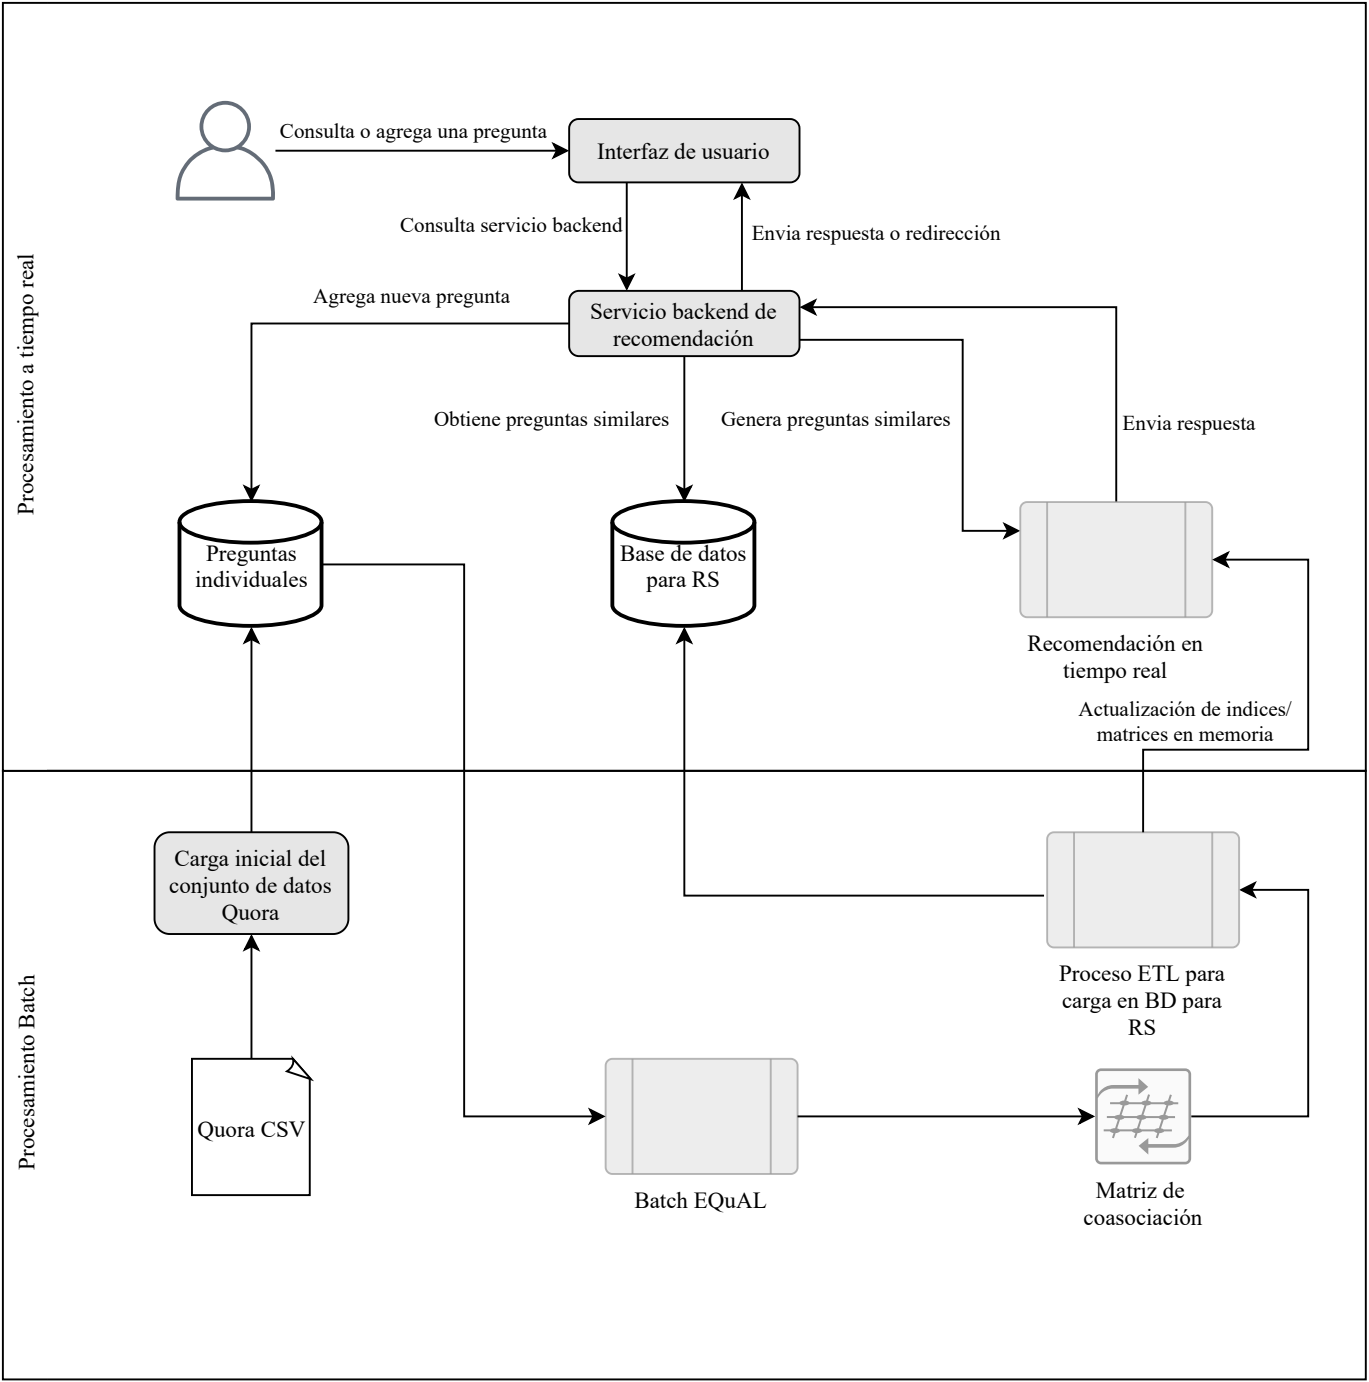 Consulta o agrega una pregunta
Interfaz de usuario
Consulta servicio backend
Envia respuesta o redirección
Procesamiento a tiempo real
Agrega nueva pregunta
Servicio backend de
recomendación
Obtiene preguntas similares
Genera preguntas similares
Envia respuesta
Preguntas
individuales
Base de datos
para RS
Recomendación en
tiempo real
Actualización de indices/
matrices en memoria
Procesamiento Batch
Carga inicial del
conjunto de datos
Quora
Proceso ETL para
carga en BD para
RS
Quora CSV
Batch EQuAL
Matriz de
coasociación